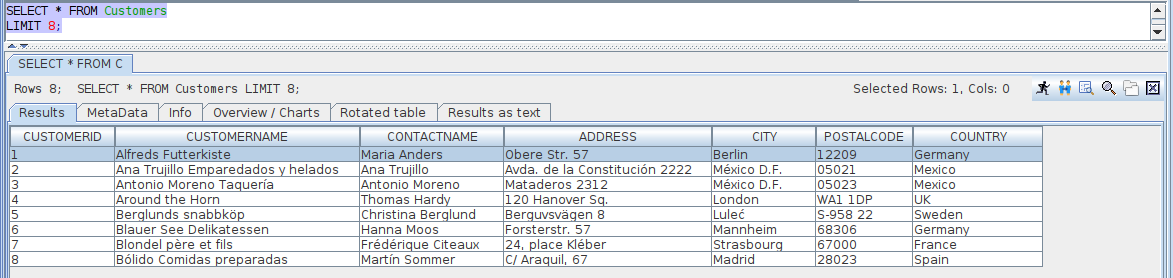 SELECT * FROM Customers
LIMIT 8;
SELECT * FROM C
Rows 8; SELECT * FROM Customers LIMIT 8; Selected Rows: 1, Cols: 0
Results MetaData Info Overview / Charts Rotated table Results as text
CUSTOMERID CUSTOMERNAME CONTACTNAME ADDRESS CITY POSTALCODE COUNTRY
1 Alfreds Futterkiste Maria Anders Obere Str. 57 Berlin 12209 Germany
2 Ana Trujillo Emparedados y helados Ana Trujillo Avda. de la Constitución 2222 México D.F. 05021 Mexico
3 Antonio Moreno Taquería Antonio Moreno Mataderos 2312 México D.F. 05023 Mexico
4 Around the Horn Thomas Hardy 120 Hanover Sq. London WA1 1DP UK
5 Berglunds snabbköp Christina Berglund Berguvsvägen 8 Luleć S-958 22 Sweden
6 Blauer See Delikatessen Hanna Moos Forsterstr. 57 Mannheim 68306 Germany
7 Blondel père et fils Frédérique Citeaux 24, place Kléber Strasbourg 67000 France
8 Bólido Comidas preparadas Martín Sommer C/ Araquil, 67 Madrid 28023 Spain